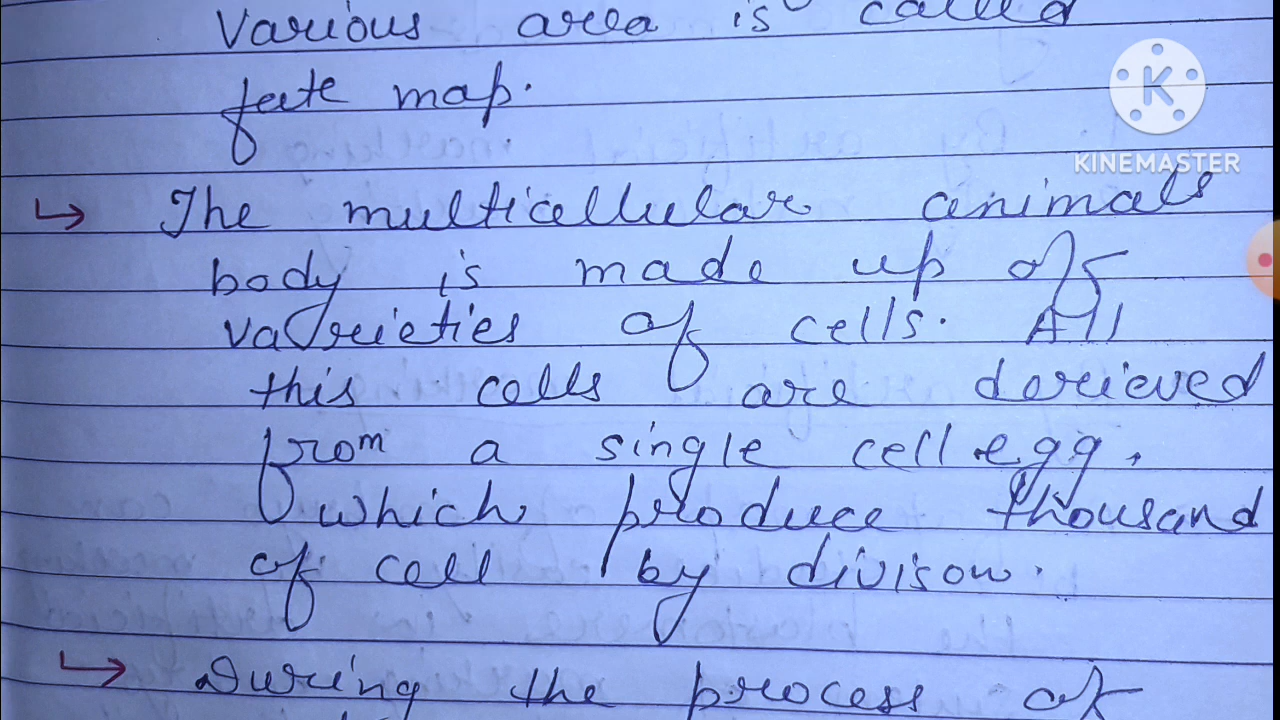 Various area is called
fate map.
K
KINEMASTER
↳ The multicellular animals
body is made up of
varieties of cells. All
this cells are derieved
from a single cell egg,
which produce thousand
of cell by divison.
↳ During the process of